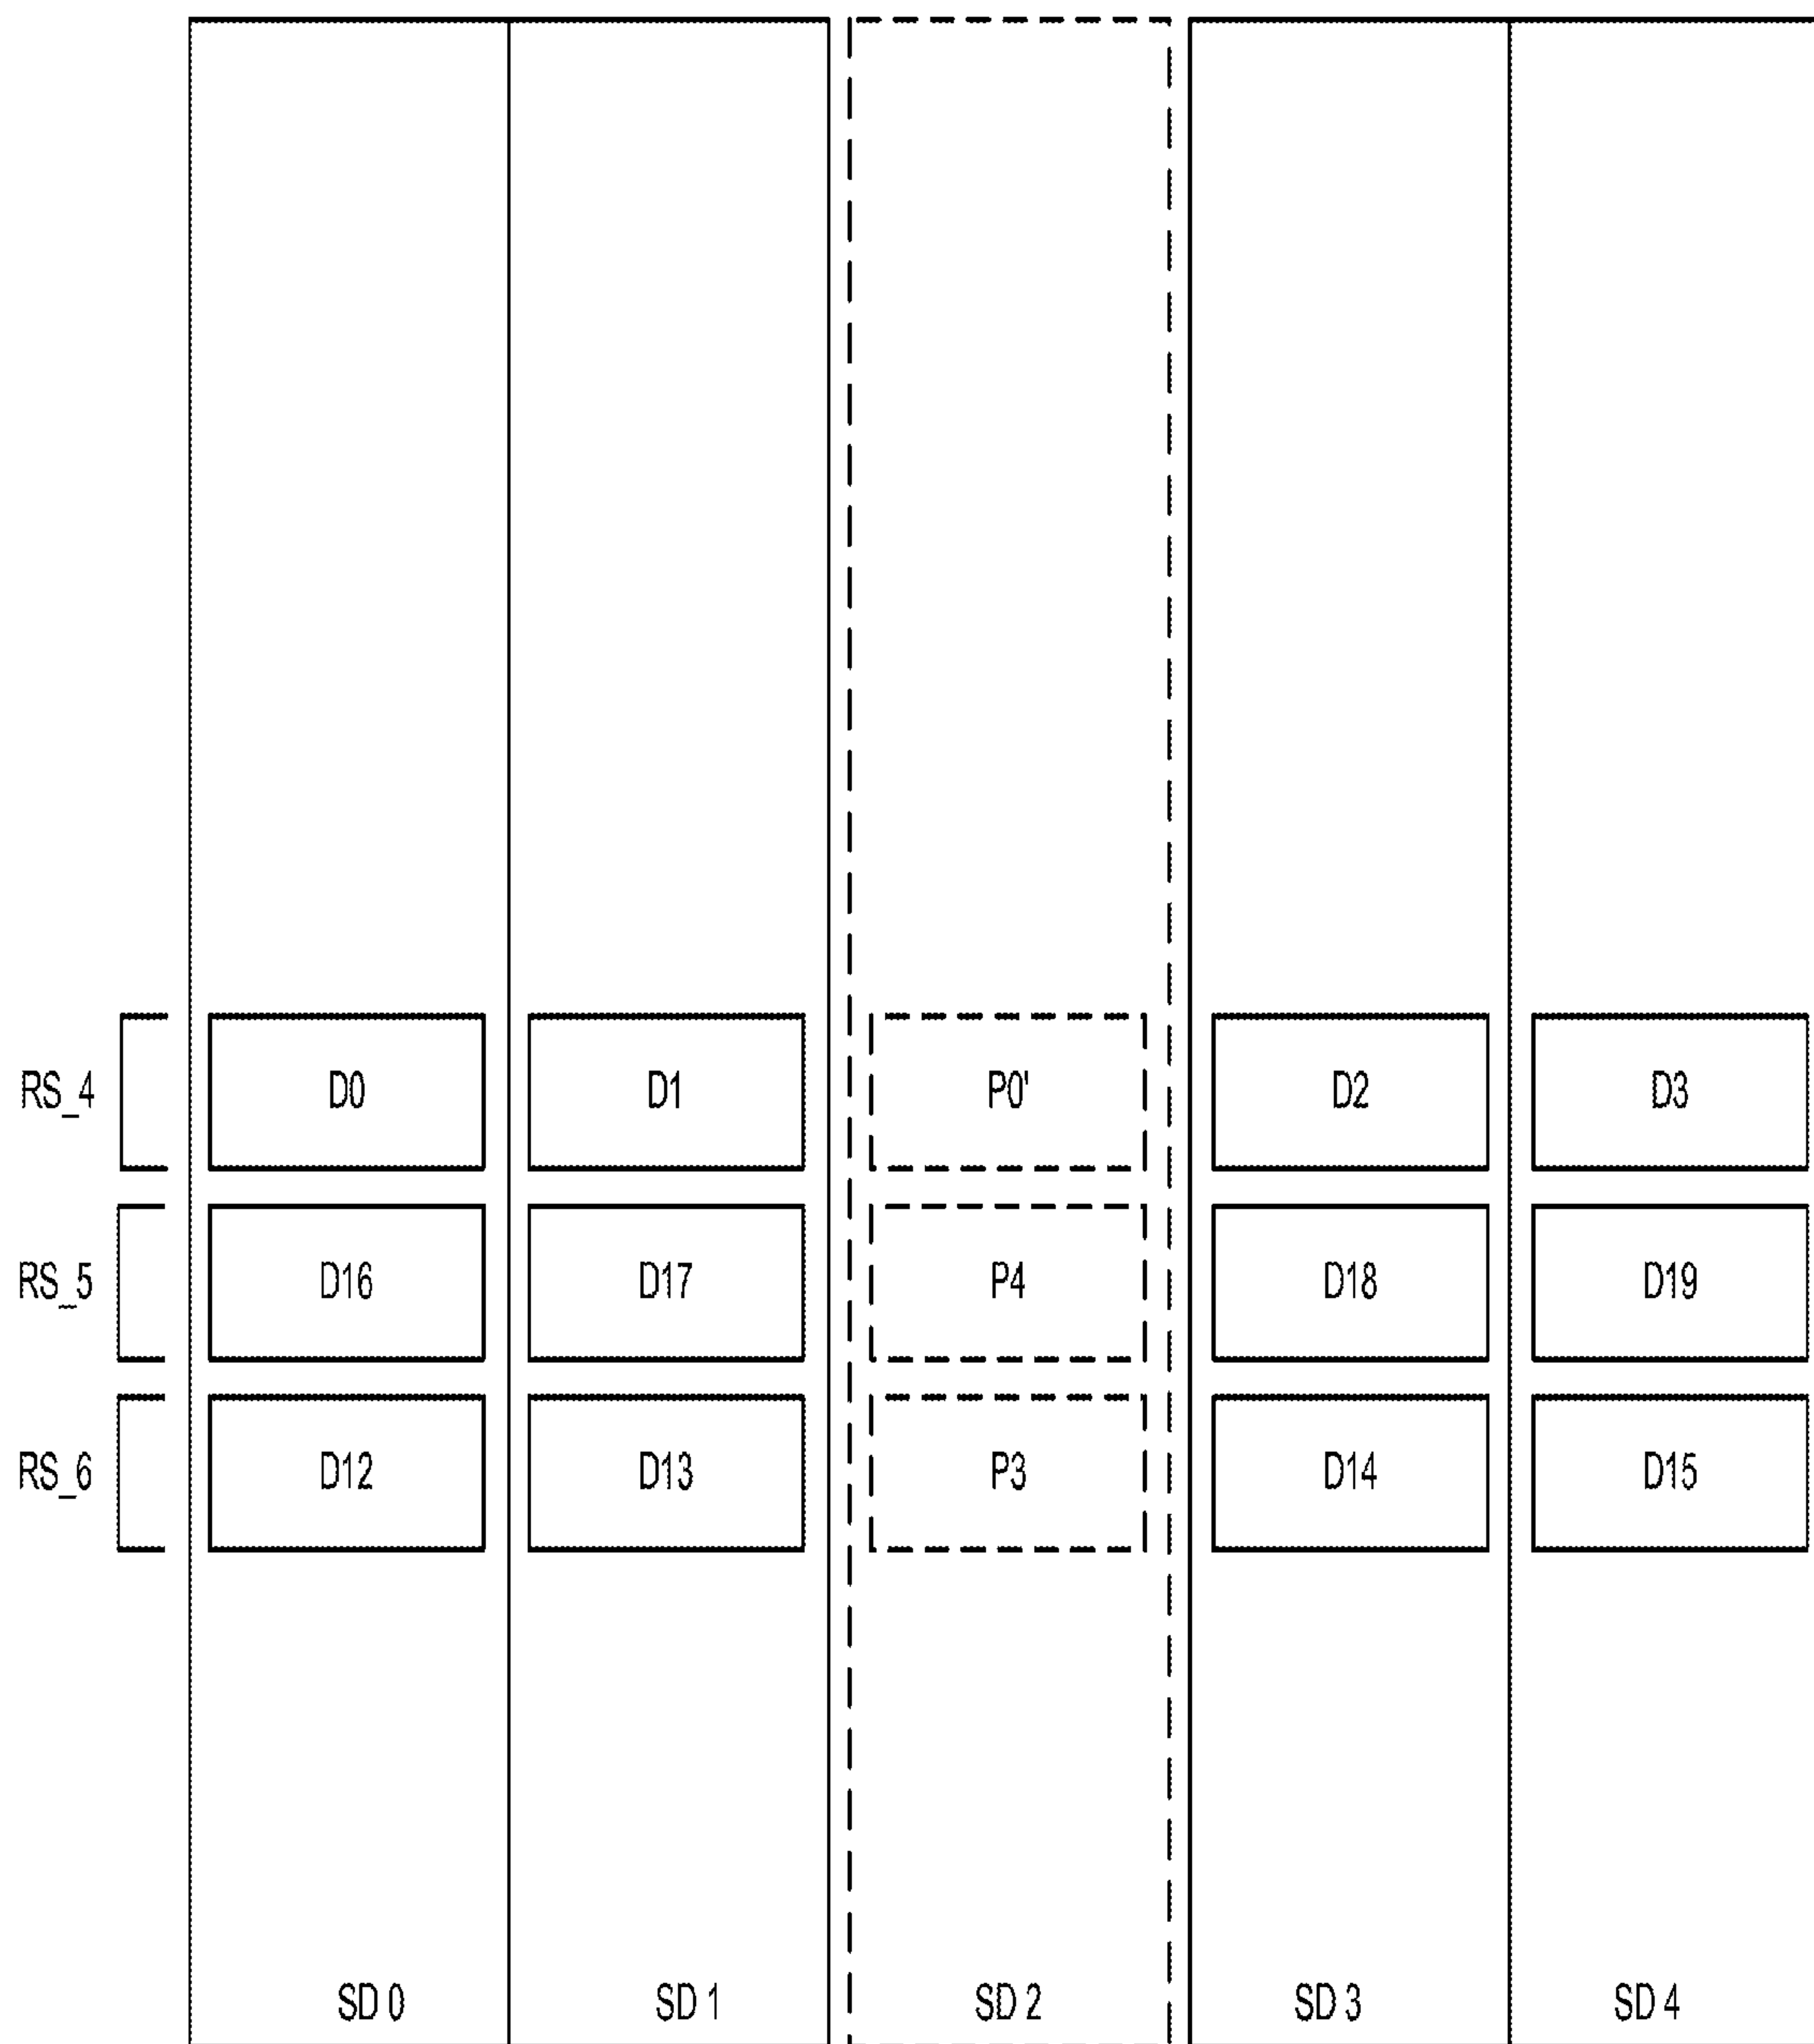 RS_4 D0 D1 P0' D2 D3
RS_5 D16 D17 P4 D18 D19
RS_6 D12 D13 P3 D14 D15
SD 0 SD 1 SD 2 SD 3 SD 4